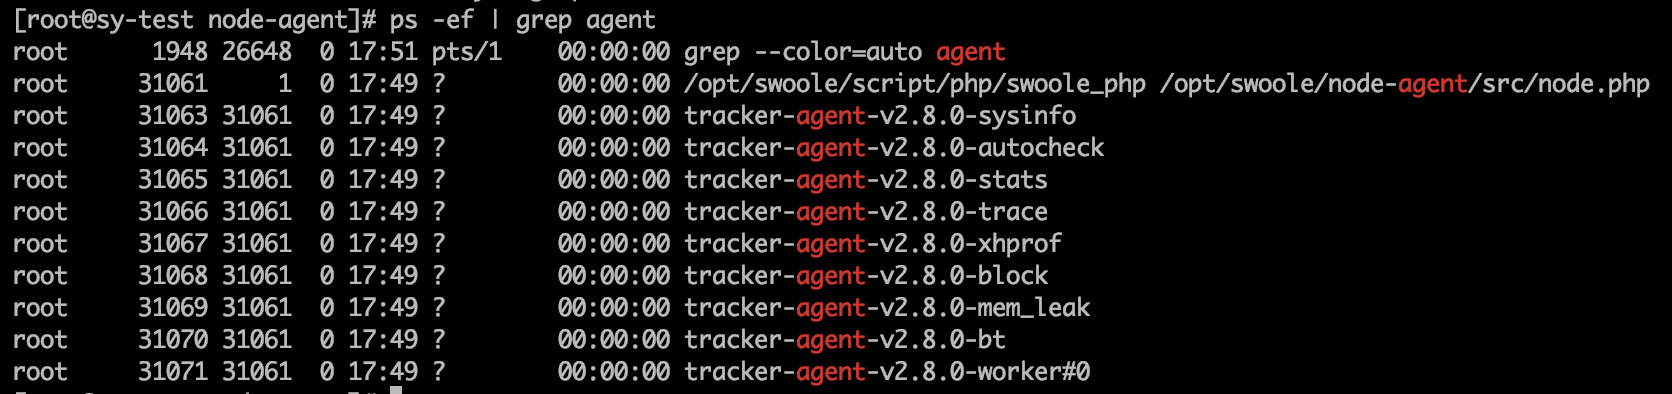 [root@sy-test node-agent]# ps -ef | grep agent
root      1948 26648  0 17:51 pts/1    00:00:00 grep --color=auto agent
root     31061     1  0 17:49 ?        00:00:00 /opt/swoole/script/php/swoole_php /opt/swoole/node-agent/src/node.php
root     31063 31061  0 17:49 ?        00:00:00 tracker-agent-v2.8.0-sysinfo
root     31064 31061  0 17:49 ?        00:00:00 tracker-agent-v2.8.0-autocheck
root     31065 31061  0 17:49 ?        00:00:00 tracker-agent-v2.8.0-stats
root     31066 31061  0 17:49 ?        00:00:00 tracker-agent-v2.8.0-trace
root     31067 31061  0 17:49 ?        00:00:00 tracker-agent-v2.8.0-xhprof
root     31068 31061  0 17:49 ?        00:00:00 tracker-agent-v2.8.0-block
root     31069 31061  0 17:49 ?        00:00:00 tracker-agent-v2.8.0-mem_leak
root     31070 31061  0 17:49 ?        00:00:00 tracker-agent-v2.8.0-bt
root     31071 31061  0 17:49 ?        00:00:00 tracker-agent-v2.8.0-worker#0